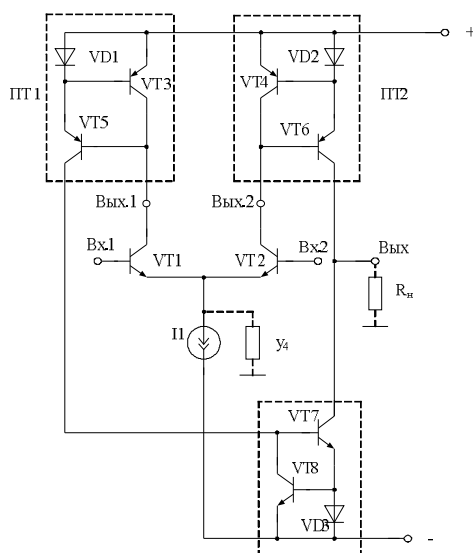 +
VD1
VT3
ПТ1
VT5
VT4
VD2
ПТ2
VT6
Вых.1
Вых.2
Вх.1
VT1
VT2
Вх.2
Вых
Rн
I1
y4
VT7
VT8
VD3
-